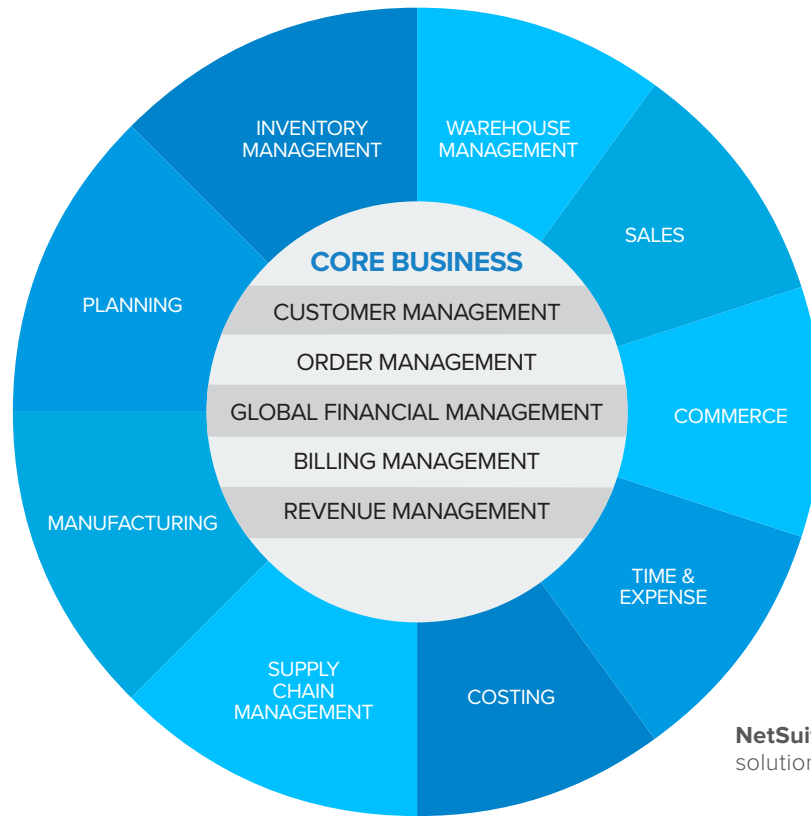 INVENTORY
MANAGEMENT
WAREHOUSE
MANAGEMENT
SALES
COMMERCE
TIME &
EXPENSE
COSTING
SUPPLY
CHAIN
MANAGEMENT
MANUFACTURING
PLANNING
CORE BUSINESS
CUSTOMER MANAGEMENT
ORDER MANAGEMENT
GLOBAL FINANCIAL MANAGEMENT
BILLING MANAGEMENT
REVENUE MANAGEMENT